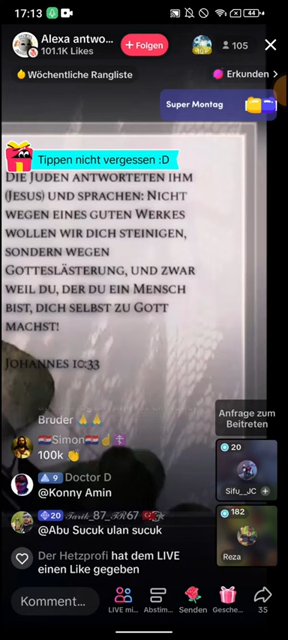 17:13
44
Alexa antwo...
101.1K Likes
+ Folgen
105
Wöchentliche Rangliste
Erkunden >
Super Montag
Tippen nicht vergessen :D
Die Juden antworteten ihm
(Jesus) und sprachen: Nicht
wegen eines guten Werkes
wollen wir dich steinigen,
sondern wegen
Gotteslästerung, und zwar
weil du, der du ein Mensch
bist, dich selbst zu Gott
machst!
Johannes 10:33
Bruder 🙏🙏
🇭🇷Simon🇭🇷☝️✝️
100k 👏
9 Doctor D
@Konny Amin
20 𝒯𝒶𝓇𝒾𝓀_87_𝒯ℛ67
@Abu Sucuk ulan sucuk
Der Hetzprofi hat dem LIVE
einen Like gegeben
Anfrage zum
Beitreten
20
Sifu__JC
182
Reza
Komment...
LIVE mi...
Abstim...
Senden
Gesche...
35